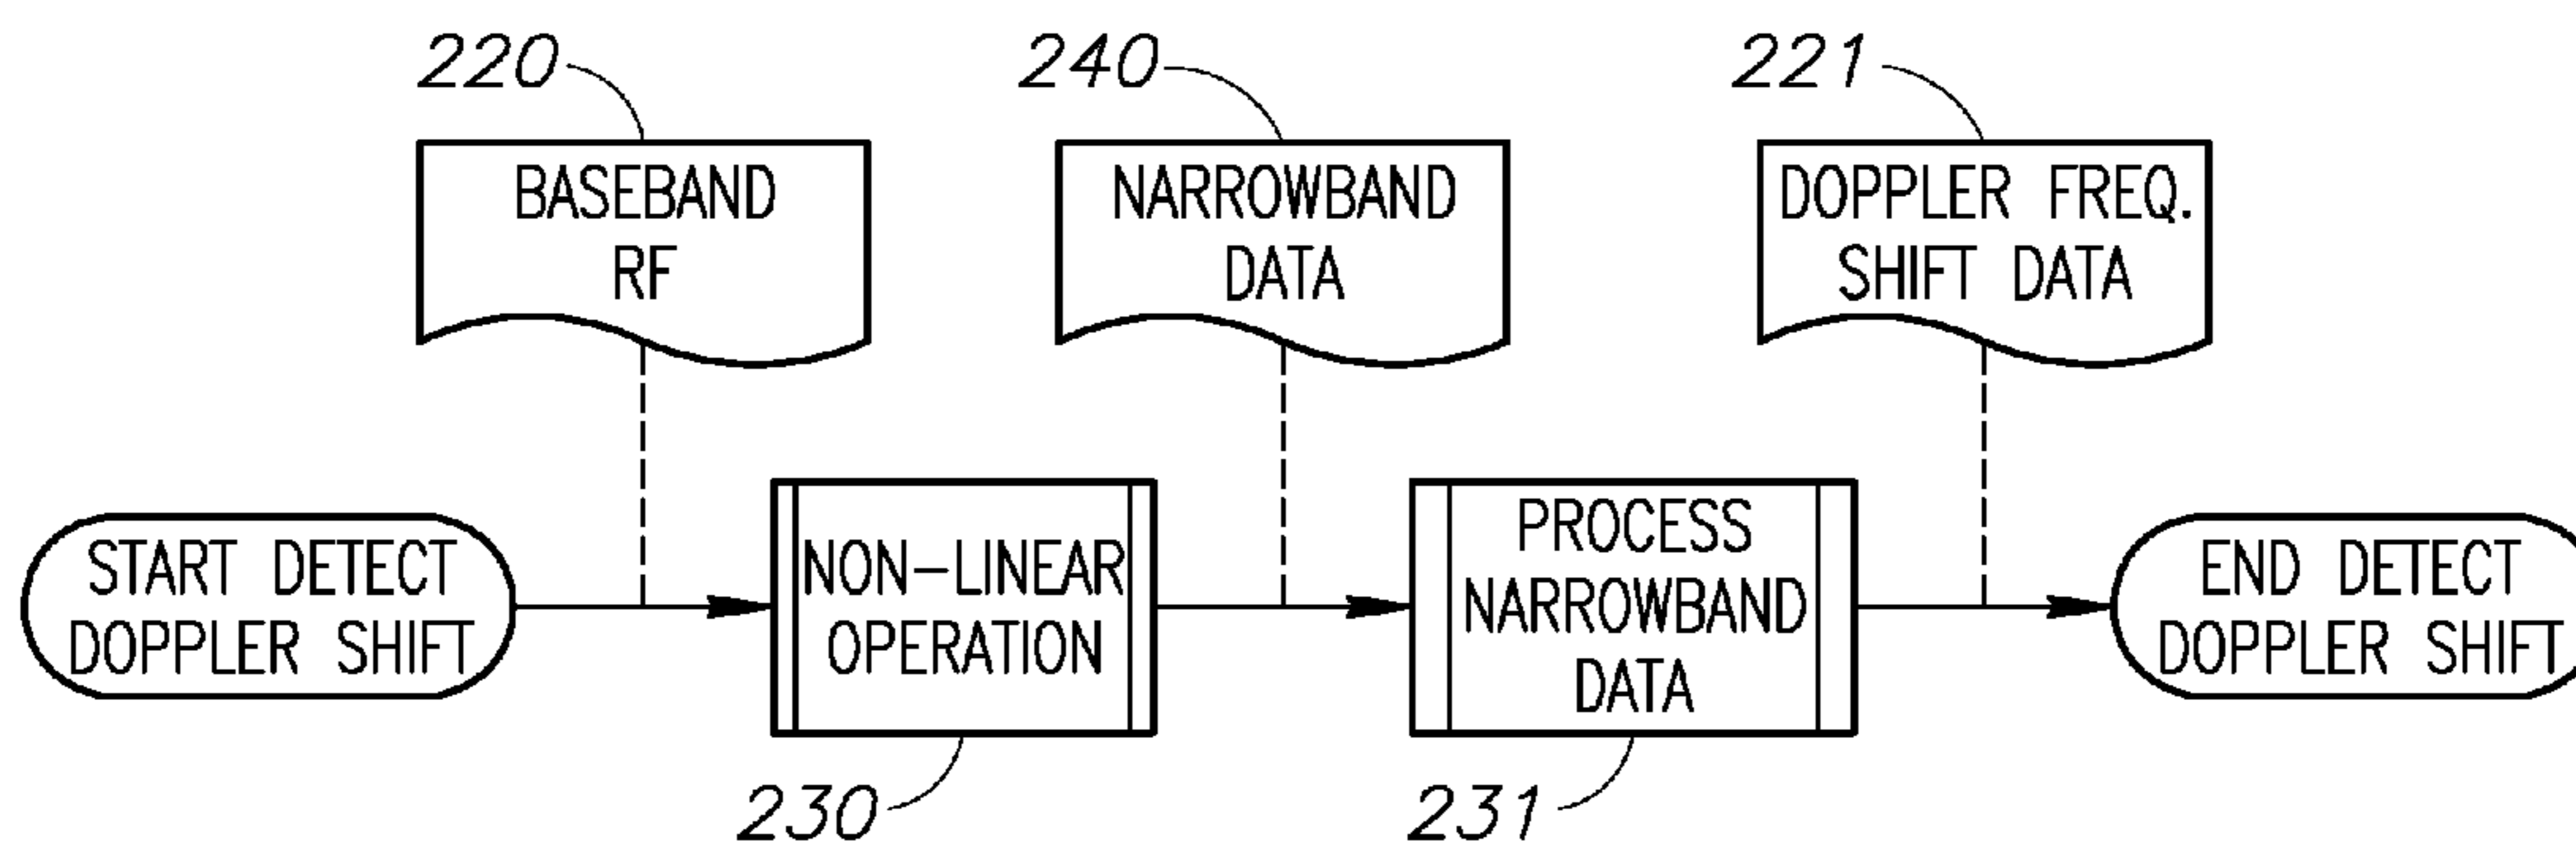 220
240
221
BASEBAND
RF
NARROWBAND
DATA
DOPPLER FREQ.
SHIFT DATA
START DETECT
DOPPLER SHIFT
NON-LINEAR
OPERATION
PROCESS
NARROWBAND
DATA
END DETECT
DOPPLER SHIFT
230
231